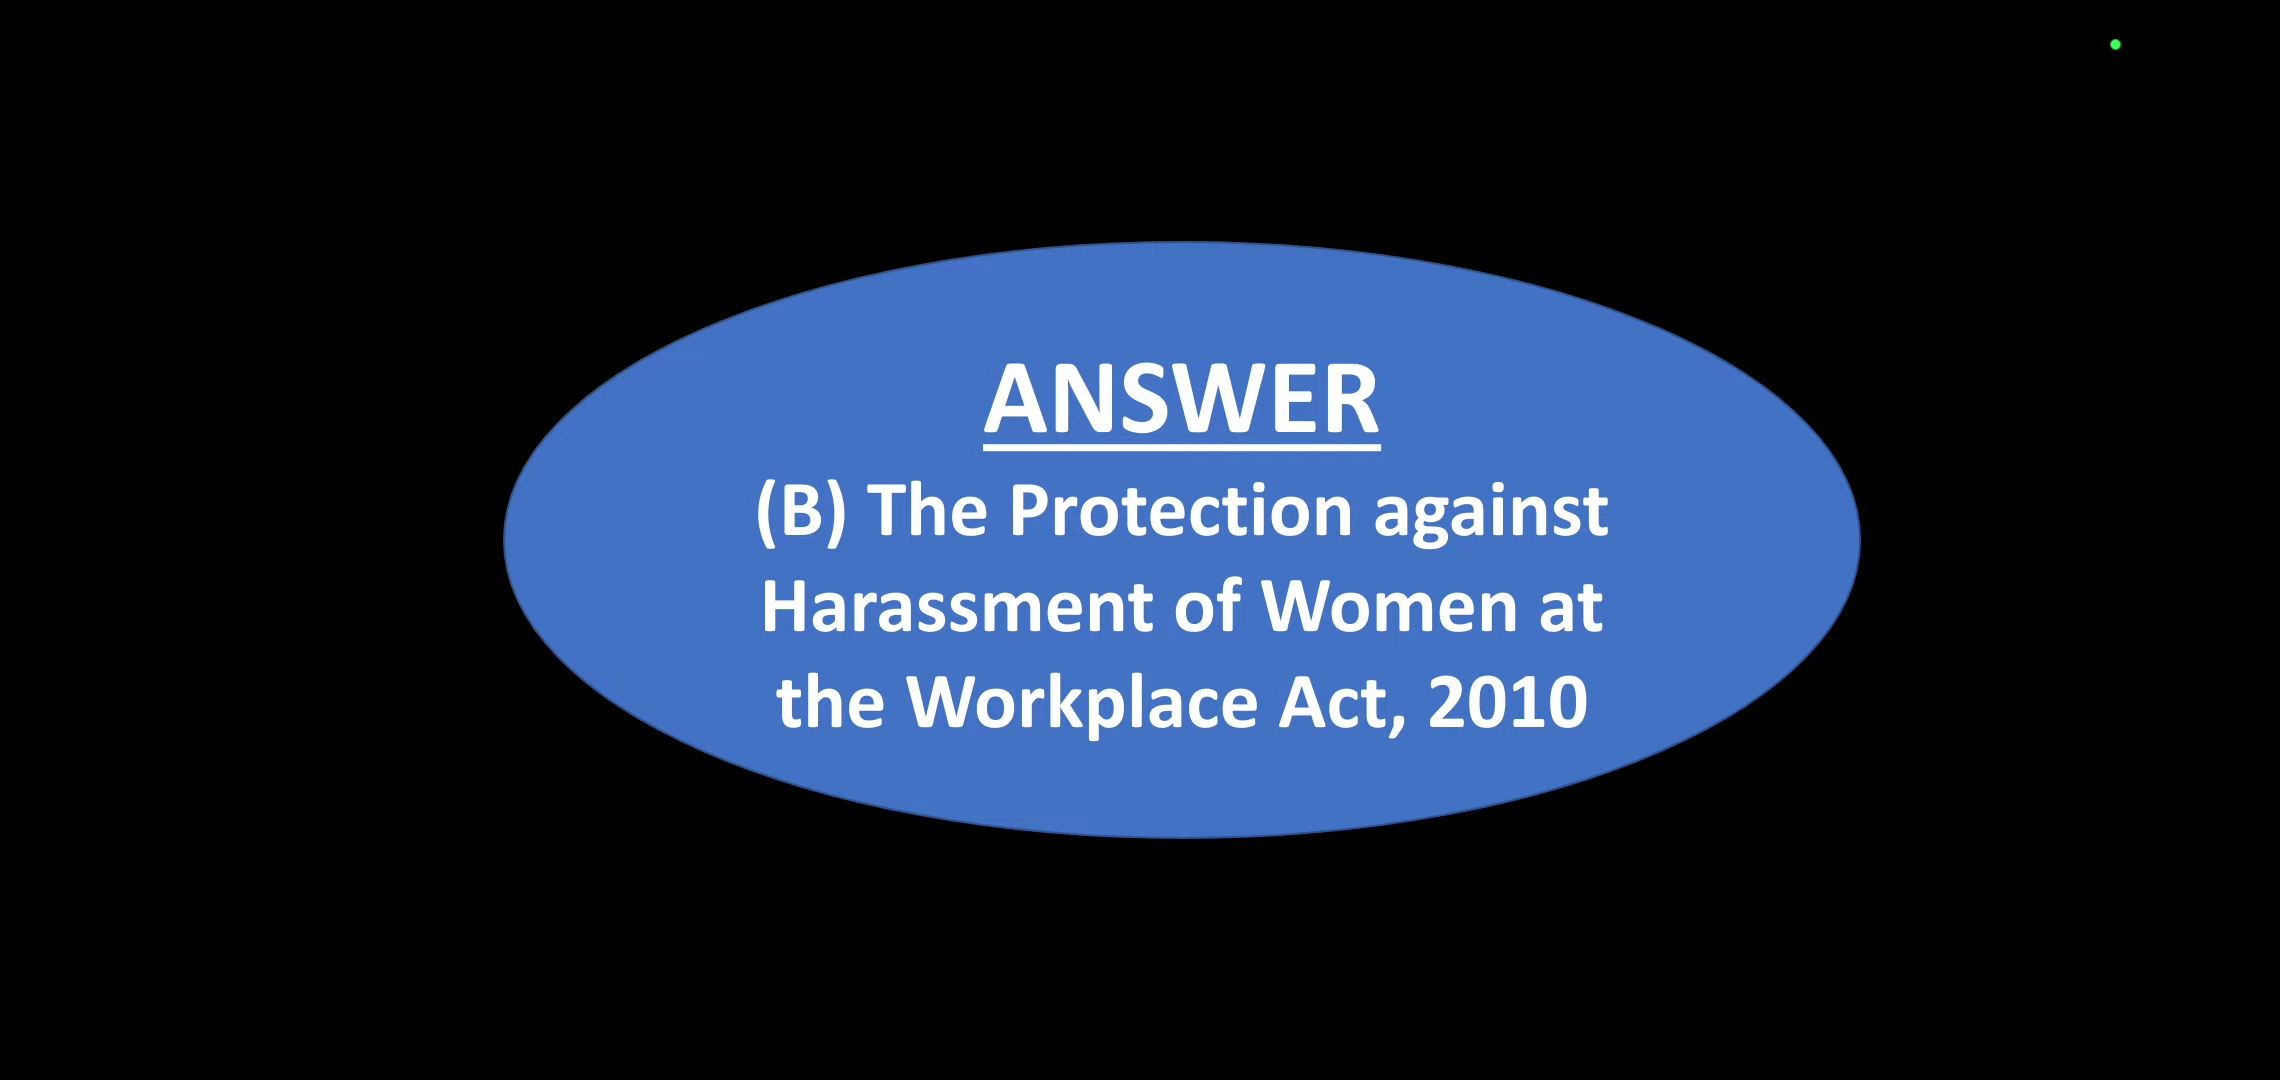 ANSWER
(B) The Protection against
Harassment of Women at
the Workplace Act, 2010